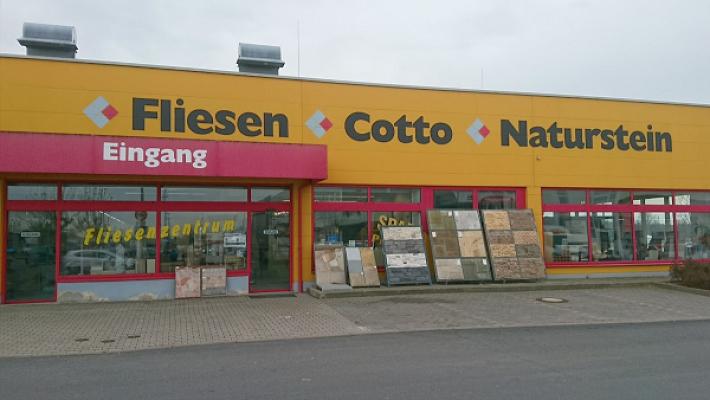 Fliesen Cotto Naturstein
Eingang
Fliesenzentrum